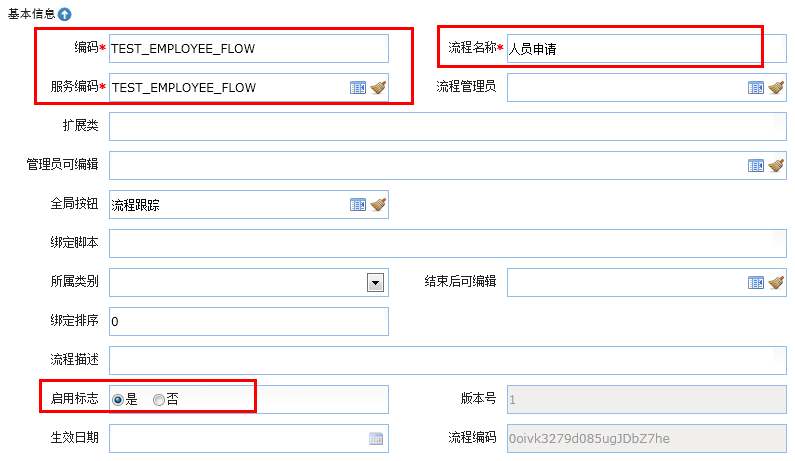 基本信息
编码* TEST_EMPLOYEE_FLOW 流程名称* 人员申请
服务编码* TEST_EMPLOYEE_FLOW 流程管理员
扩展类
管理员可编辑
全局按钮 流程跟踪
绑定脚本
所属类别 结束后可编辑
绑定排序 0
流程描述
启用标志 是 否 版本号 1
生效日期 流程编码 0oivk3279d085ugJDbZ7he